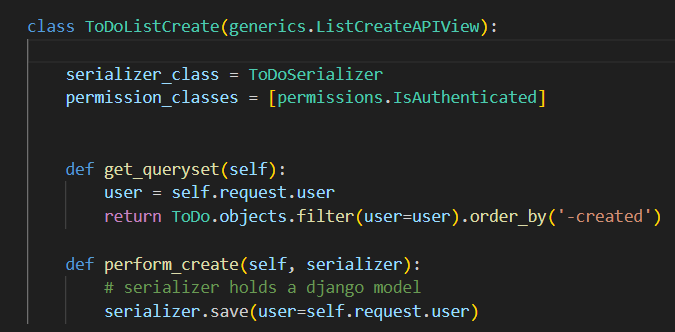 class ToDoListCreate(generics.ListCreateAPIView):
serializer_class = ToDoSerializer
permission_classes = [permissions.IsAuthenticated]
def get_queryset(self):
user = self.request.user
return ToDo.objects.filter(user=user).order_by('-created')
def perform_create(self, serializer):
# serializer holds a django model
serializer.save(user=self.request.user)